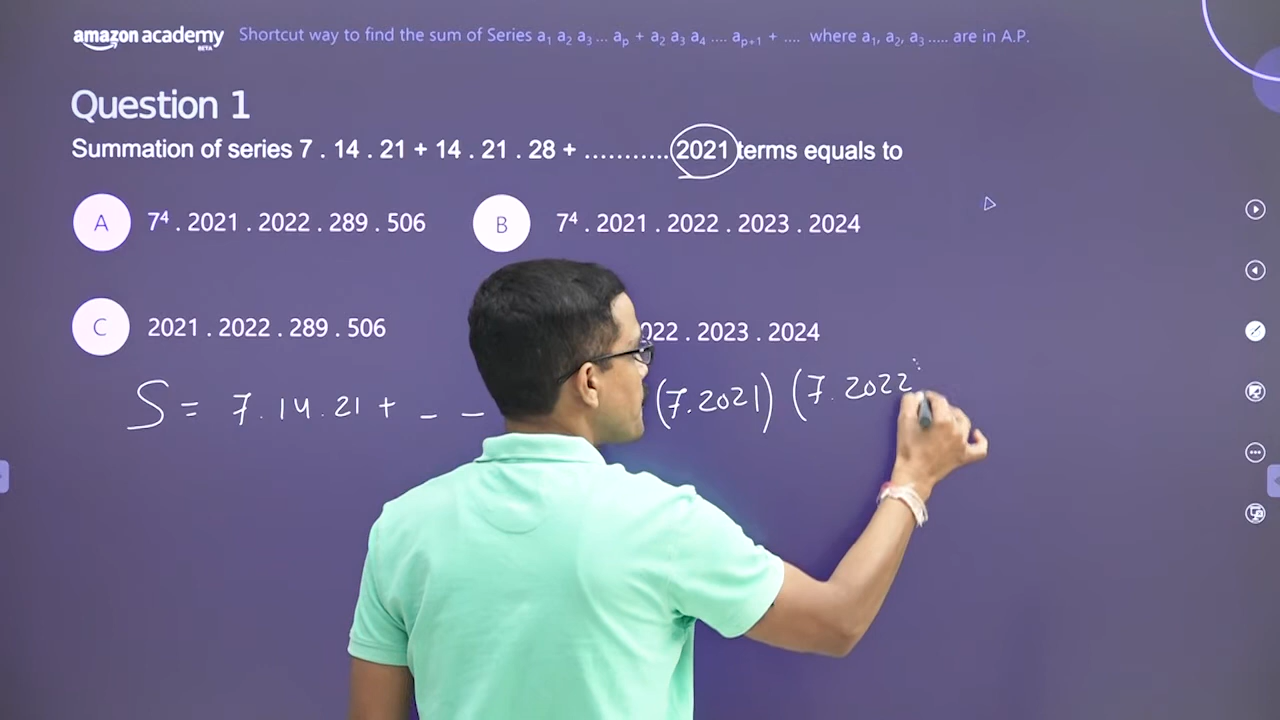 amazon academy
BETA
Shortcut way to find the sum of Series a₁ a₂ a₃ ... aₚ + a₂ a₃ a₄ .... aₚ₊₁ + .... where a₁, a₂, a₃ ..... are in A.P.
Question 1
Summation of series 7 . 14 . 21 + 14 . 21 . 28 + ........... 2021 terms equals to
A 7⁴ . 2021 . 2022 . 289 . 506
B 7⁴ . 2021 . 2022 . 2023 . 2024
C 2021 . 2022 . 289 . 506
022 . 2023 . 2024
S = 7.14.21 + _ _ (7.2021) (7.2022